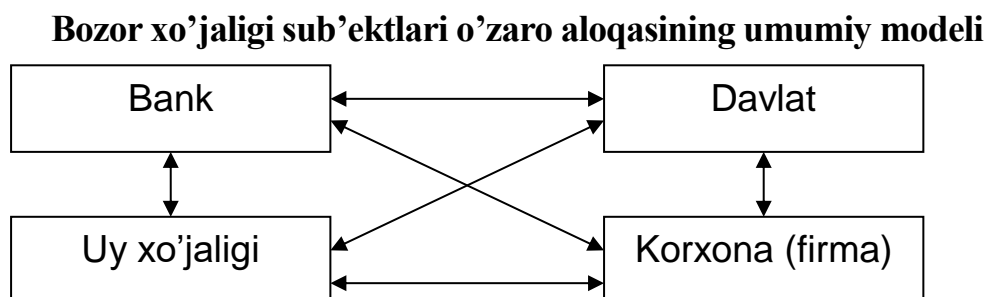 Bozor xo’jaligi sub’ektlari o’zaro aloqasining umumiy modeli
Bank
Davlat
Uy xo’jaligi
Korxona (firma)